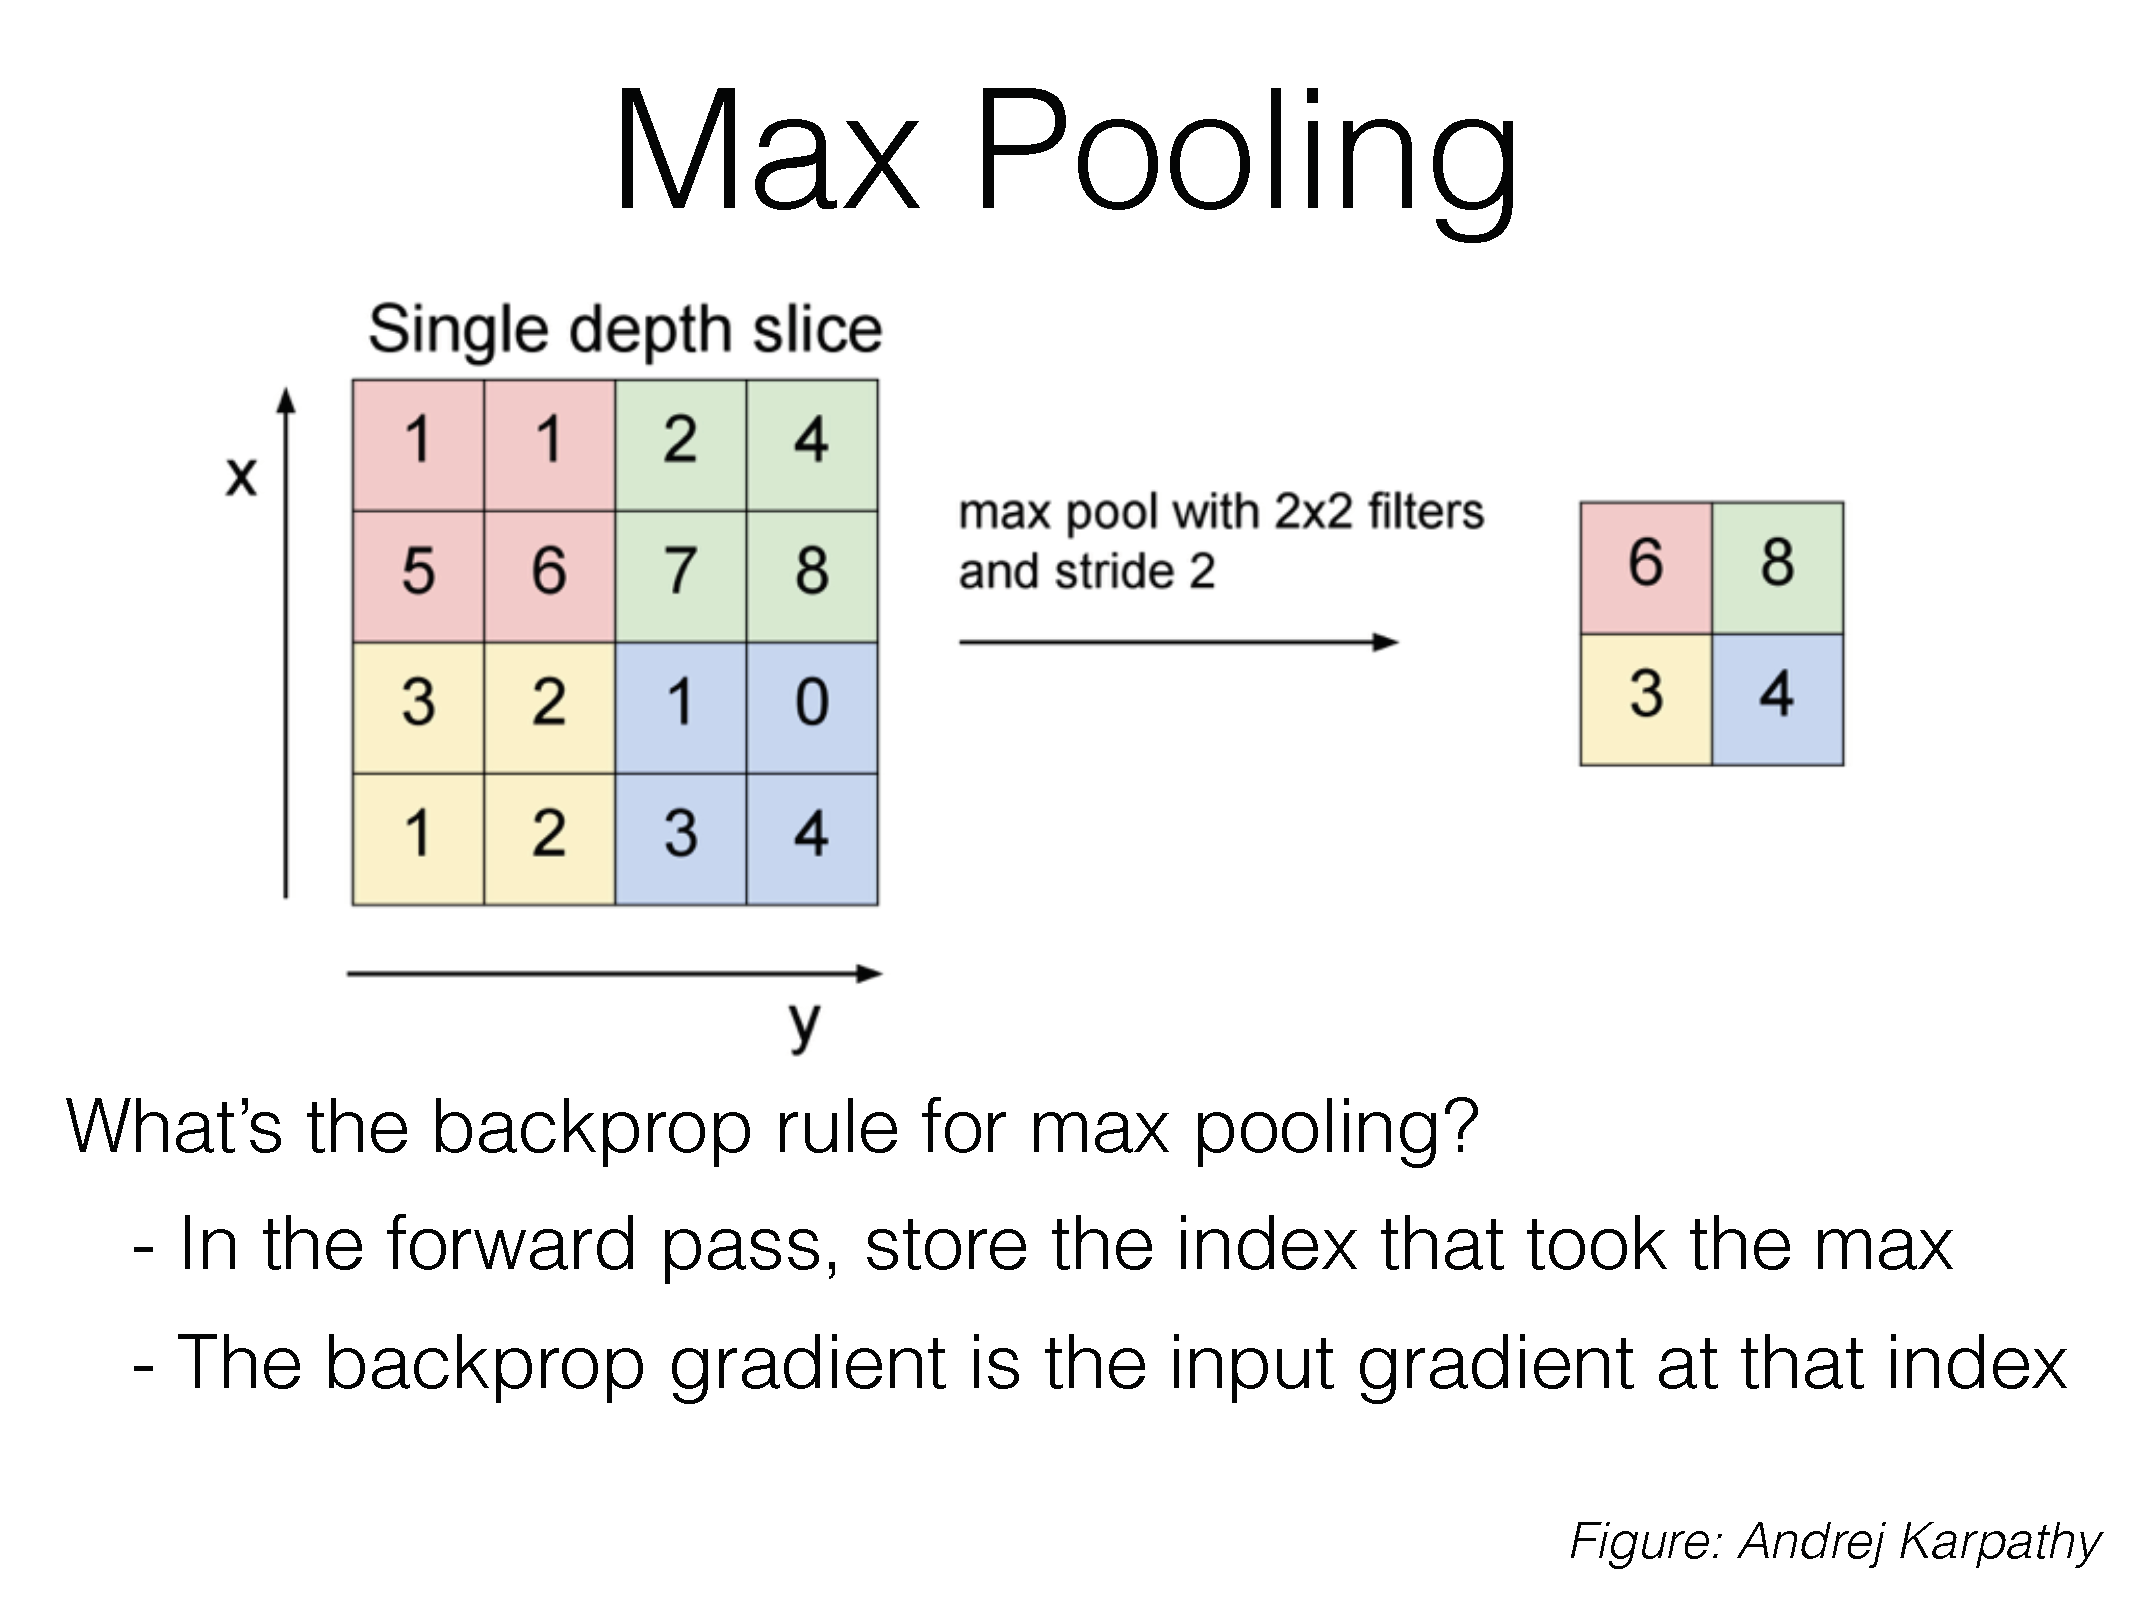 Max Pooling
Single depth slice
x
1 1 2 4
5 6 7 8
3 2 1 0
1 2 3 4
y
max pool with 2x2 filters
and stride 2
6 8
3 4
What’s the backprop rule for max pooling?
- In the forward pass, store the index that took the max
- The backprop gradient is the input gradient at that index
Figure: Andrej Karpathy